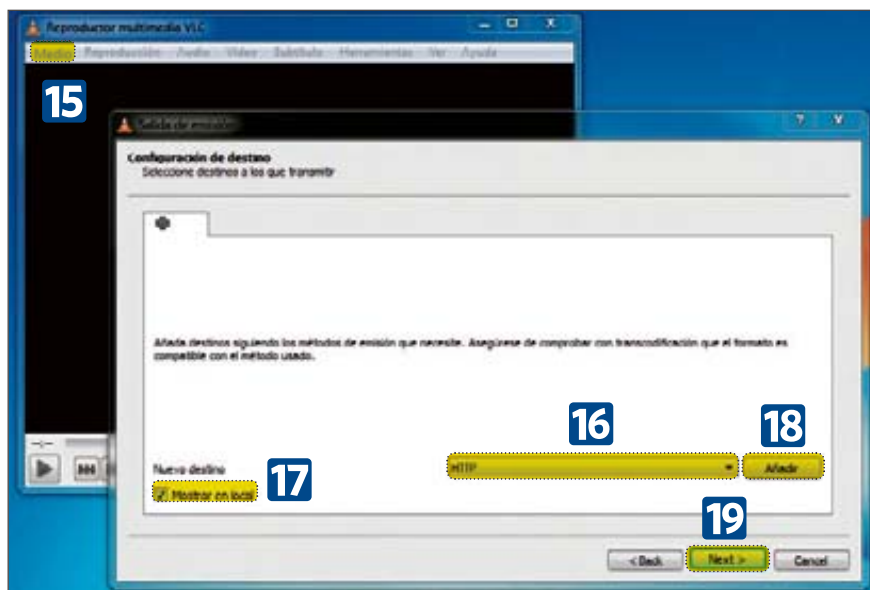 Reproductor multimedia VLC
Medio Reproducción Audio Vídeo Subtítulo Herramientas Ver Ayuda
15
Salida de emisión
Configuración de destino
Seleccione destinos a los que transmitir
Añada destinos siguiendo los métodos de emisión que necesite. Asegúrese de comprobar con transcodificación que el formato es
compatible con el método usado.
16
18
Nuevo destino
HTTP
Añadir
Mostrar en local
17
19
< Back
Next >
Cancel